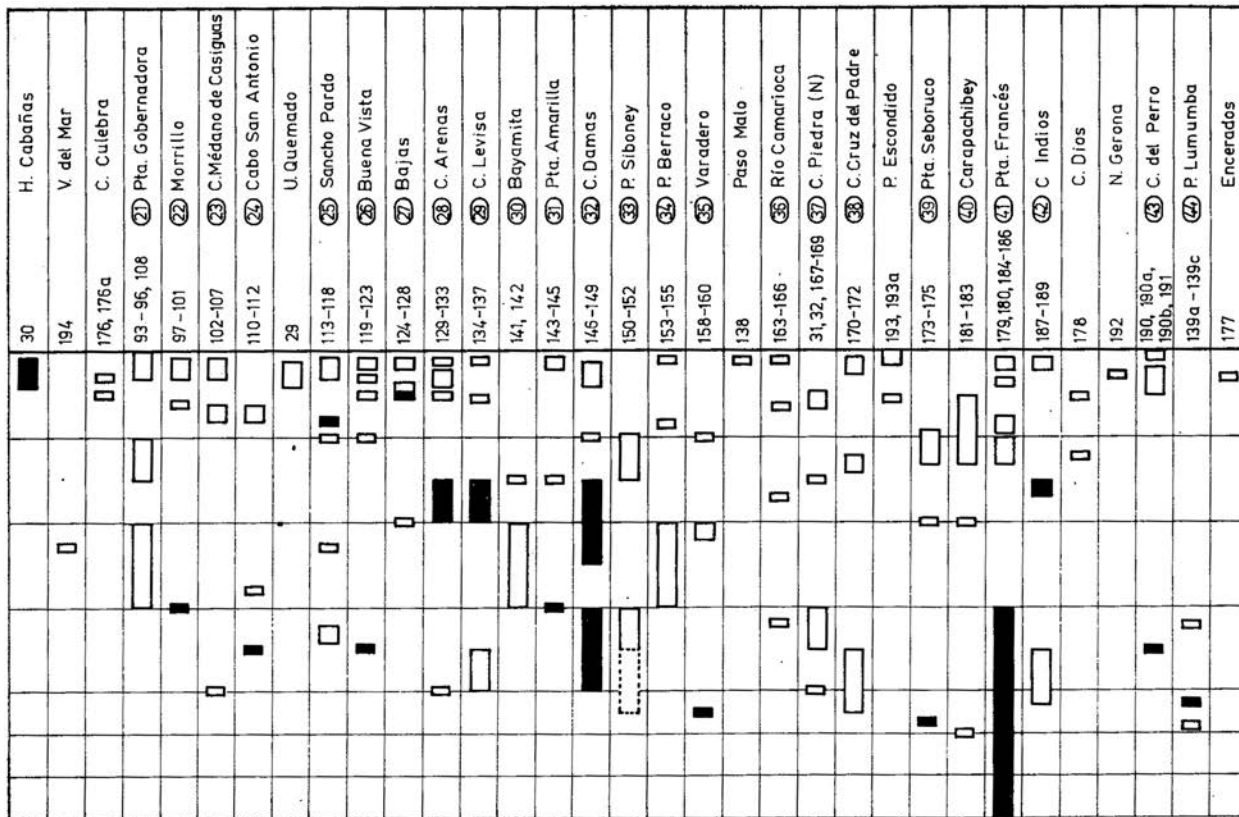 30 H. Cabañas
194 V. del Mar
176, 176a C. Culebra
93-96, 108 (21) Pta. Gobernadora
97-101 (22) Morrillo
102-107 (23) C. Médano de Casiguas
110-112 (24) Cabo San Antonio
29 U. Quemado
113-118 (25) Sancho Pardo
119-123 (26) Buena Vista
124-128 (27) Bajas
129-133 (28) C. Arenas
134-137 (29) C. Levisa
141, 142 (30) Bayamita
143-145 (31) Pta. Amarilla
146-149 (32) C. Damas
150-152 (33) P. Siboney
153-155 (34) P. Berraco
158-160 (35) Varadero
138 Paso Malo
163-166 (36) Río Camarioca
31, 32, 167-169 (37) C. Piedra (N)
170-172 (38) C. Cruz del Padre
193, 193a P. Escondido
173-175 (39) Pta. Seboruco
181-183 (40) Carapachibey
179, 180, 184-186 (41) Pta. Francés
187-189 (42) C Indios
178 C. Dios
192 N. Gerona
190, 190a, (43) C. del Perro
190b, 191
139a-139c (44) P. Lumumba
177 Encerados